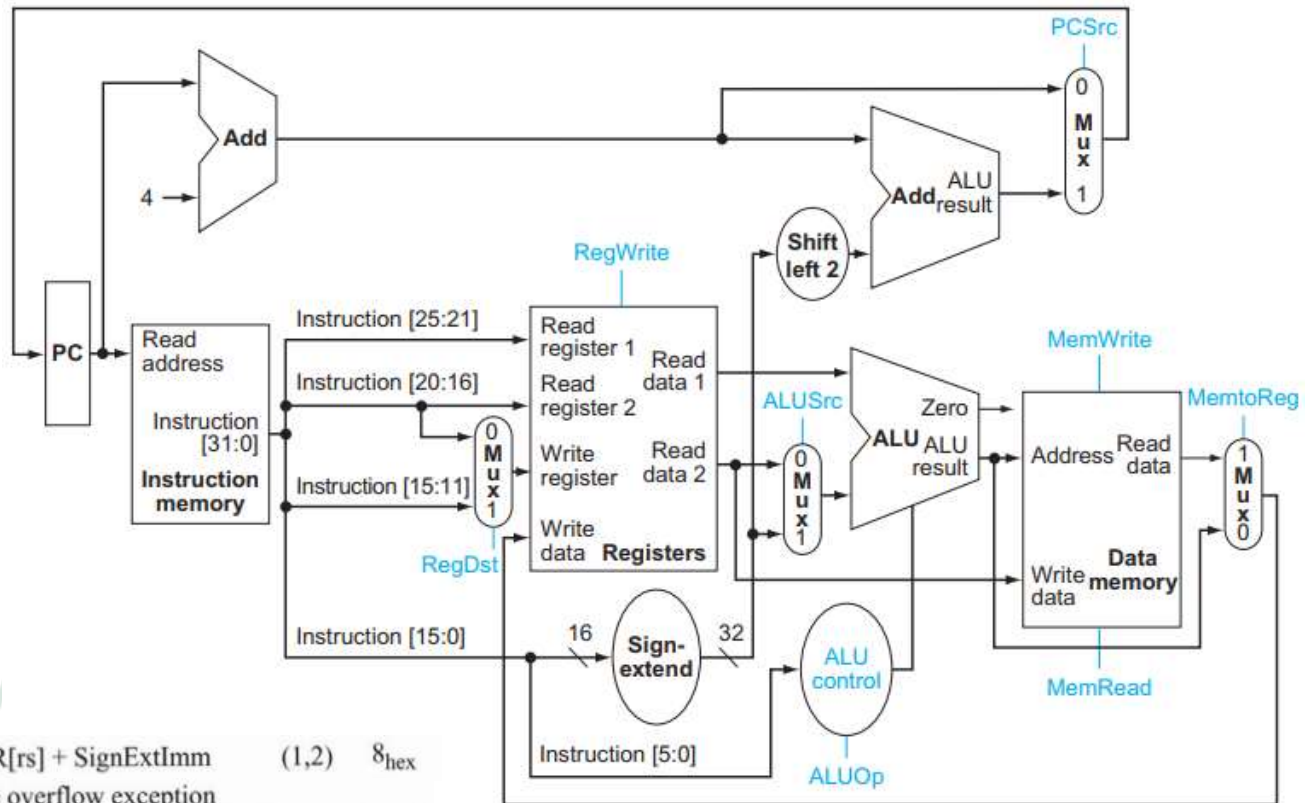 PCSrc
0
M
u
x
1
Add
4
Add
ALU
result
Shift
left 2
RegWrite
PC
Read
address
Instruction
[31:0]
Instruction
memory
Instruction [25:21]
Instruction [20:16]
Instruction [15:11]
Instruction [15:0]
0
M
u
x
1
RegDst
Read
register 1
Read
register 2
Write
register
Write
data
Read
data 1
Read
data 2
Registers
ALUSrc
0
M
u
x
1
Zero
ALU
ALU
result
MemWrite
Address
Read
data
Write
data
Data
memory
MemRead
MemtoReg
1
M
u
x
0
16
Sign-
extend
32
ALU
control
Instruction [5:0]
ALUOp
R[rs] + SignExtImm (1,2) 8hex
overflow exception